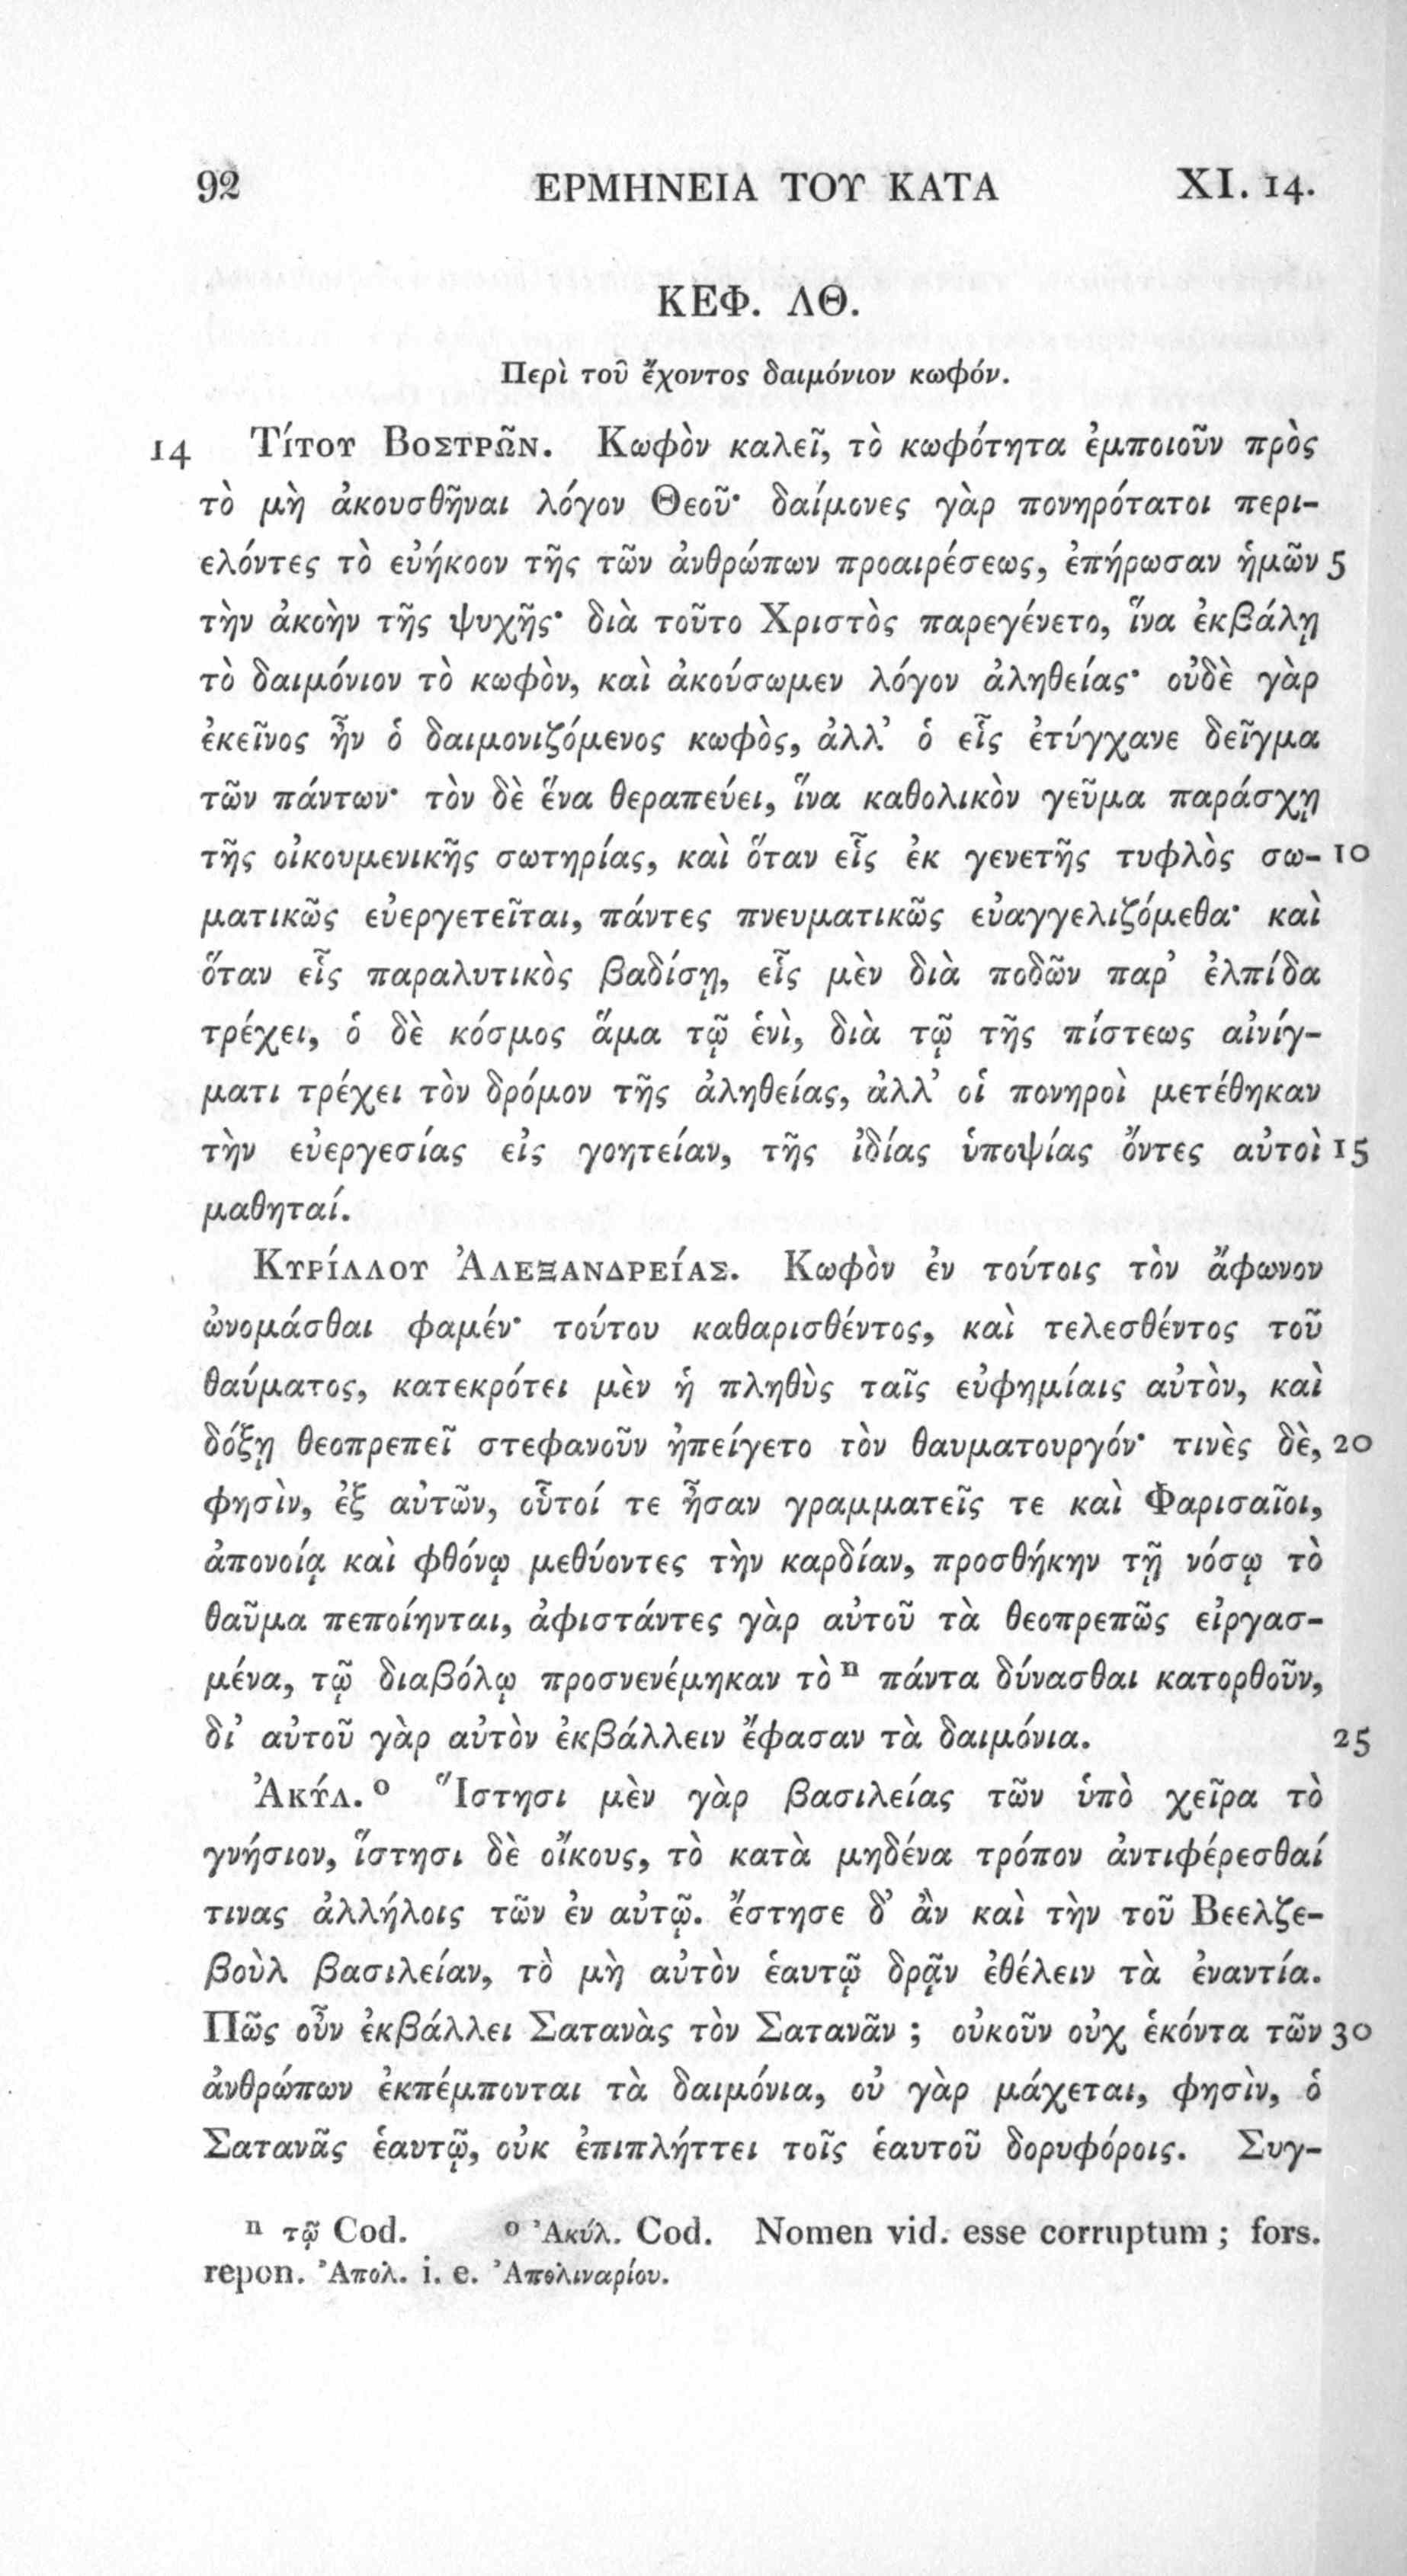 92 ΕΡΜΗΝΕΙΑ ΤΟΥ ΚΑΤΑ XI. 14.
ΚΕΦ. ΛΘ.
Περὶ τοῦ ἔχοντος δαιμόνιον κωφόν.
14 Τίτου Βοστρῶν. Κωφὸν καλεῖ, τὸ κωφότητα ἐμποιοῦν πρὸς
τὸ μὴ ἀκουσθῆναι λόγον Θεοῦ· δαίμονες γὰρ πονηρότατοι περι-
ελόντες τὸ εὐήκοον τῆς τῶν ἀνθρώπων προαιρέσεως, ἐπήρωσαν ἡμῶν 5
τὴν ἀκοὴν τῆς ψυχῆς· διὰ τοῦτο Χριστὸς παρεγένετο, ἵνα ἐκβάλῃ
τὸ δαιμόνιον τὸ κωφὸν, καὶ ἀκούσωμεν λόγον ἀληθείας· οὐδὲ γὰρ
ἐκεῖνος ἦν ὁ δαιμονιζόμενος κωφὸς, ἀλλ' ὁ εἷς ἐτύγχανε δεῖγμα
τῶν πάντων· τὸν δὲ ἕνα θεραπεύει, ἵνα καθολικὸν γεῦμα παράσχῃ
τῆς οἰκουμενικῆς σωτηρίας, καὶ ὅταν εἷς ἐκ γενετῆς τυφλὸς σω- 10
ματικῶς εὐεργετεῖται, πάντες πνευματικῶς εὐαγγελιζόμεθα· καὶ
ὅταν εἷς παραλυτικὸς βαδίσῃ, εἷς μὲν διὰ ποδῶν παρ' ἐλπίδα
τρέχει, ὁ δὲ κόσμος ἅμα τῷ ἑνὶ, διὰ τῷ τῆς πίστεως αἰνίγ-
ματι τρέχει τὸν δρόμον τῆς ἀληθείας, ἀλλ' οἱ πονηροὶ μετέθηκαν
τὴν εὐεργεσίας εἰς γοητείαν, τῆς ἰδίας ὑποψίας ὄντες αὐτοὶ 15
μαθηταί.
Κυρίλλου Ἀλεξανδρείας. Κωφὸν ἐν τούτοις τὸν ἄφωνον
ὠνομάσθαι φαμέν· τούτου καθαρισθέντος, καὶ τελεσθέντος τοῦ
θαύματος, κατεκρότει μὲν ἡ πληθὺς ταῖς εὐφημίαις αὐτὸν, καὶ
δόξῃ θεοπρεπεῖ στεφανοῦν ἠπείγετο τὸν θαυματουργόν· τινὲς δὲ, 20
φησὶν, ἐξ αὐτῶν, οὗτοί τε ἦσαν γραμματεῖς τε καὶ Φαρισαῖοι,
ἀπονοίᾳ καὶ φθόνῳ μεθύοντες τὴν καρδίαν, προσθήκην τῇ νόσῳ τὸ
θαῦμα πεποίηνται, ἀφιστάντες γὰρ αὐτοῦ τὰ θεοπρεπῶς εἰργασ-
μένα, τῷ διαβόλῳ προσνενέμηκαν τὸ ⁿ πάντα δύνασθαι κατορθοῦν,
δι' αὐτοῦ γὰρ αὐτὸν ἐκβάλλειν ἔφασαν τὰ δαιμόνια. 25
Ἀκύλ. ᵒ Ἵστησι μὲν γὰρ βασιλείας τῶν ὑπὸ χεῖρα τὸ
γνήσιον, ἵστησι δὲ οἴκους, τὸ κατὰ μηδένα τρόπον ἀντιφέρεσθαί
τινας ἀλλήλοις τῶν ἐν αὐτῷ. ἔστησε δ' ἂν καὶ τὴν τοῦ Βεελζε-
βοὺλ βασιλείαν, τὸ μὴ αὐτὸν ἑαυτῷ δρᾷν ἐθέλειν τὰ ἐναντία.
Πῶς οὖν ἐκβάλλει Σατανὰς τὸν Σατανᾶν ; οὐκοῦν οὐχ ἑκόντα τῶν 30
ἀνθρώπων ἐκπέμπονται τὰ δαιμόνια, οὐ γὰρ μάχεται, φησὶν, ὁ
Σατανᾶς ἑαυτῷ, οὐκ ἐπιπλήττει τοῖς ἑαυτοῦ δορυφόροις. Συγ-
ⁿ τῷ Cod. ᵒ Ἀκύλ. Cod. Nomen vid. esse corruptum ; fors.
repon. Ἀπολ. i. e. Ἀπολιναρίου.